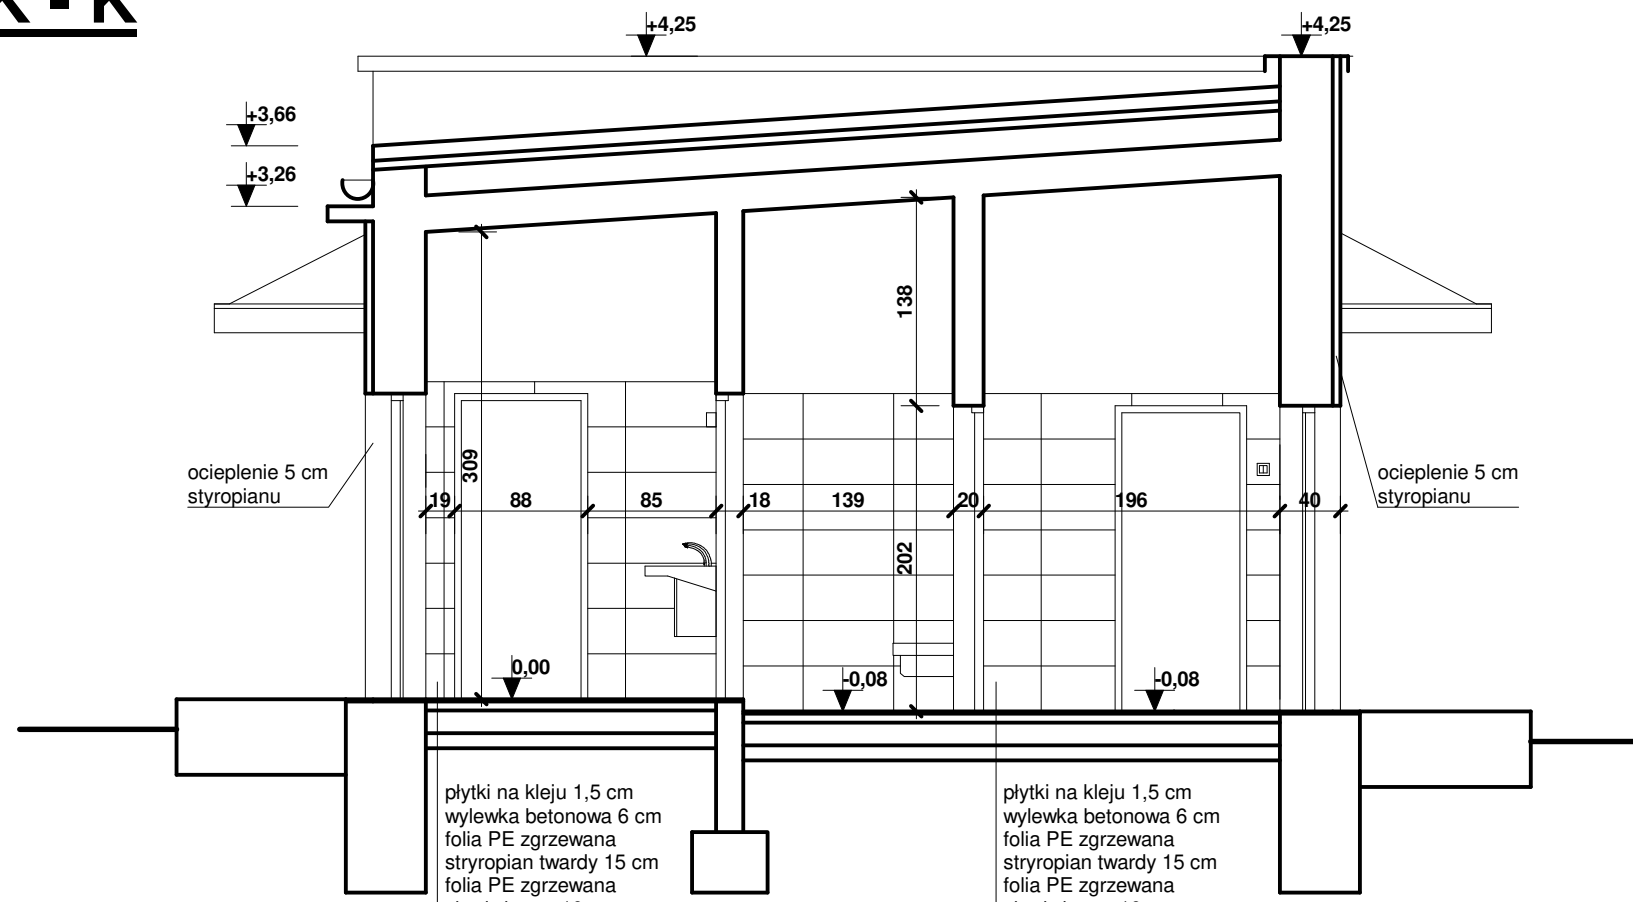 K - K
+4,25
+4,25
+3,66
+3,26
138
309
ocieplenie 5 cm
styropianu
ocieplenie 5 cm
styropianu
19
88
85
18
139
20
196
40
202
0,00
-0,08
-0,08
płytki na kleju 1,5 cm
wylewka betonowa 6 cm
folia PE zgrzewana
stryropian twardy 15 cm
folia PE zgrzewana
płytki na kleju 1,5 cm
wylewka betonowa 6 cm
folia PE zgrzewana
stryropian twardy 15 cm
folia PE zgrzewana